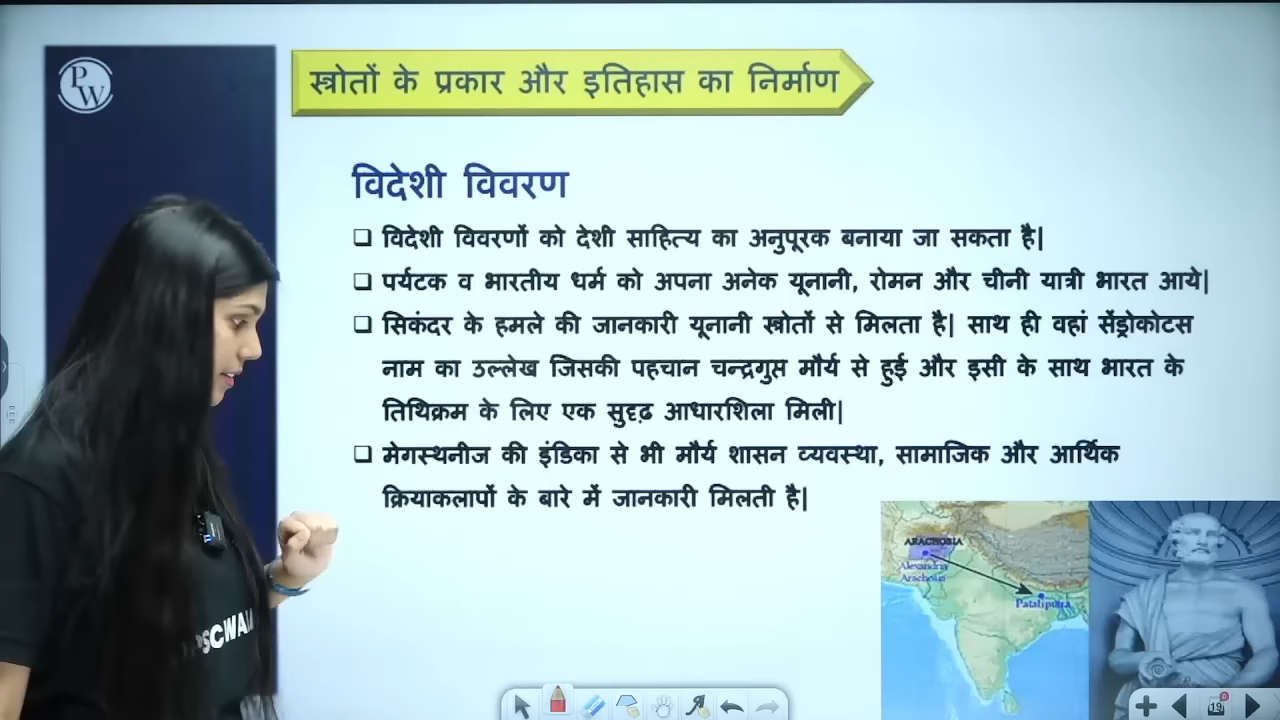 PW
स्त्रोतों के प्रकार और इतिहास का निर्माण
विदेशी विवरण
विदेशी विवरणों को देशी साहित्य का अनुपूरक बनाया जा सकता है|
पर्यटक व भारतीय धर्म को अपना अनेक यूनानी, रोमन और चीनी यात्री भारत आये|
सिकंदर के हमले की जानकारी यूनानी स्त्रोतों से मिलता है| साथ ही वहां सेंड्रोकोटस
नाम का उल्लेख जिसकी पहचान चन्द्रगुप्त मौर्य से हुई और इसी के साथ भारत के
तिथिक्रम के लिए एक सुदृढ़ आधारशिला मिली|
मेगस्थनीज की इंडिका से भी मौर्य शासन व्यवस्था, सामाजिक और आर्थिक
क्रियाकलापों के बारे में जानकारी मिलती है|
ARACHOSIA
Alexandria
Arachosia
Pataliputra
PSCWAL
19